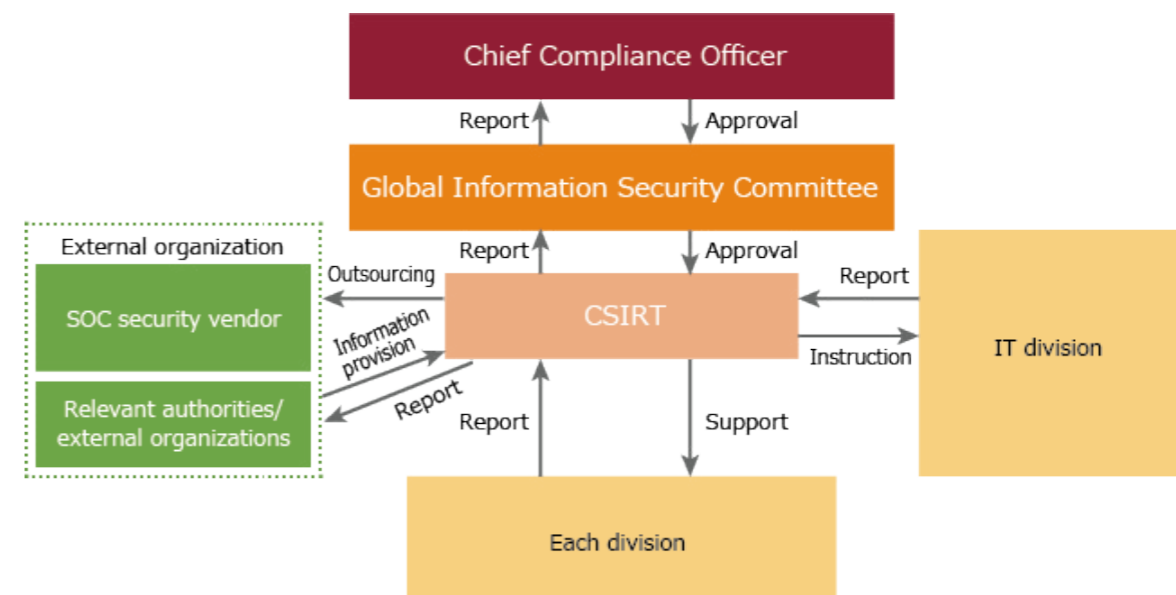 Chief Compliance Officer
Report
Approval
Global Information Security Committee
Report
Approval
External organization
SOC security vendor
Relevant authorities/
external organizations
Outsourcing
Information
provision
Report
CSIRT
Report
Instruction
IT division
Report
Support
Each division